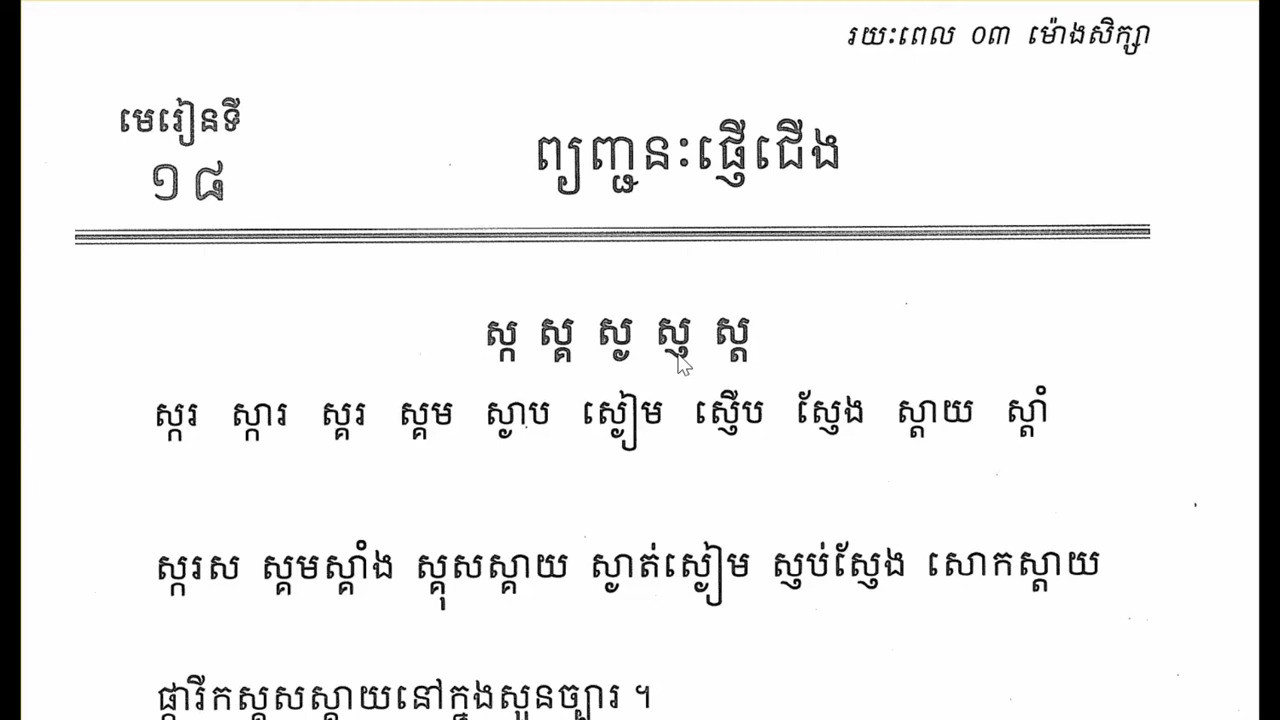 រយៈពេល ០៣ ម៉ោងសិក្សា
មេរៀនទី
១៨
ព្យញ្ជនៈផ្ញើជើង
ស្ក ស្គ ស្ង ស្ញ ស្ត
ស្ករ ស្ការ ស្គរ ស្គម ស្ងាប ស្ងៀម ស្ញើប ស្ញែង ស្តាយ ស្តាំ
ស្ករស ស្គមស្គាំង ស្គុសស្គាយ ស្ងាត់ស្ងៀម ស្ញប់ស្ញែង សោកស្តាយ
ផ្ការីកស្គុសស្គាយនៅក្នុងសួនច្បារ ។